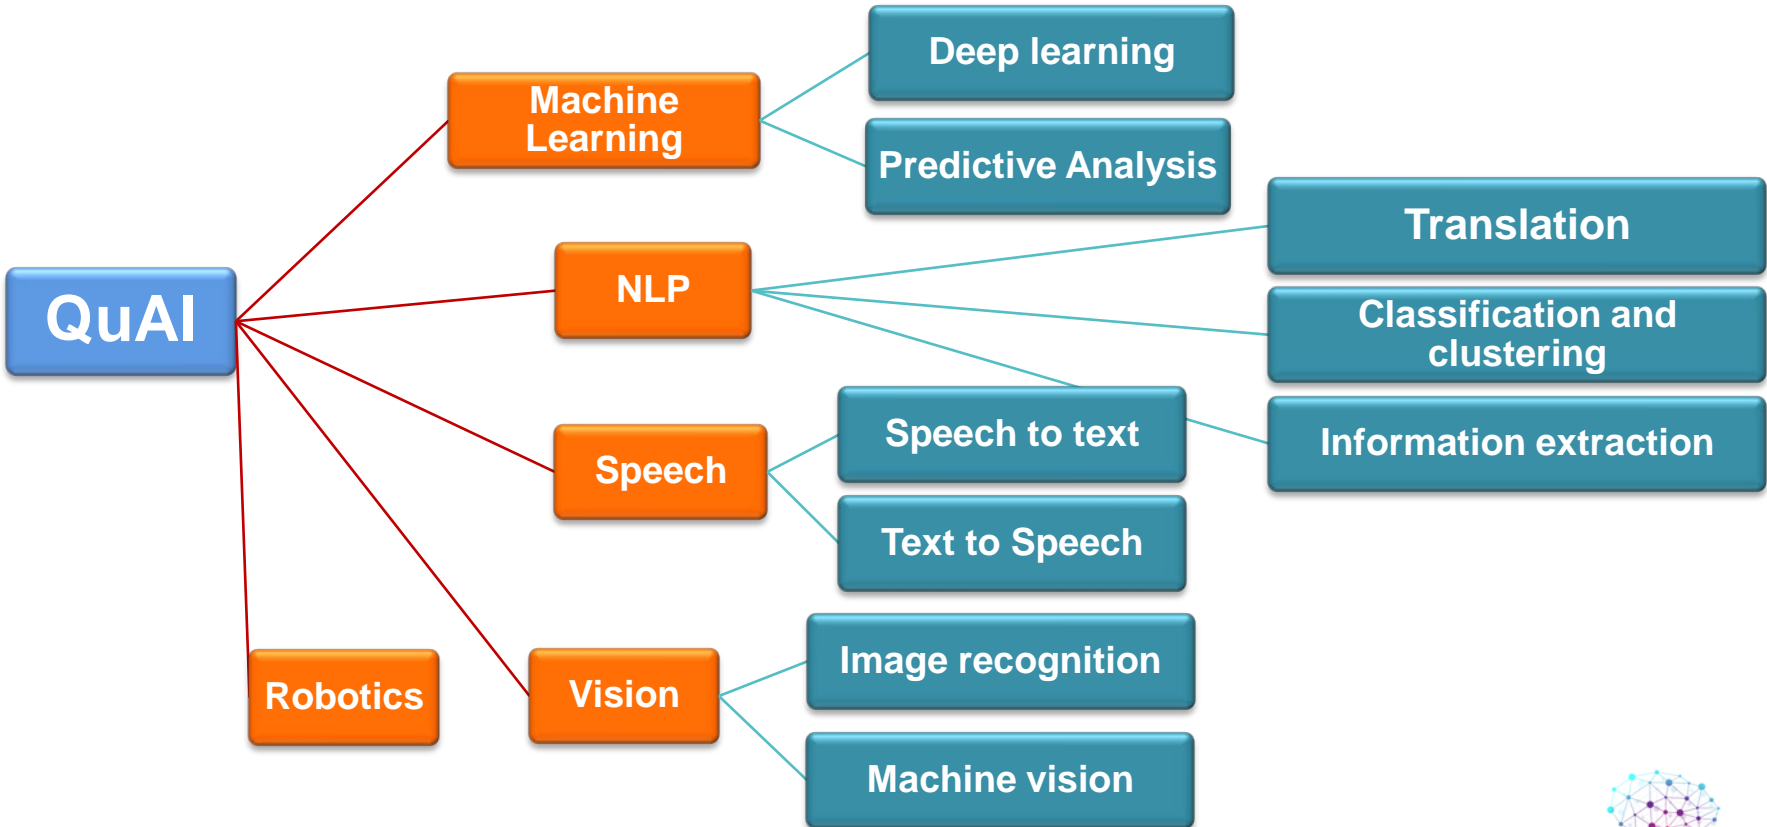 QuAI
Machine
Learning
Deep learning
Predictive Analysis
NLP
Translation
Classification and
clustering
Information extraction
Speech
Speech to text
Text to Speech
Robotics
Vision
Image recognition
Machine vision